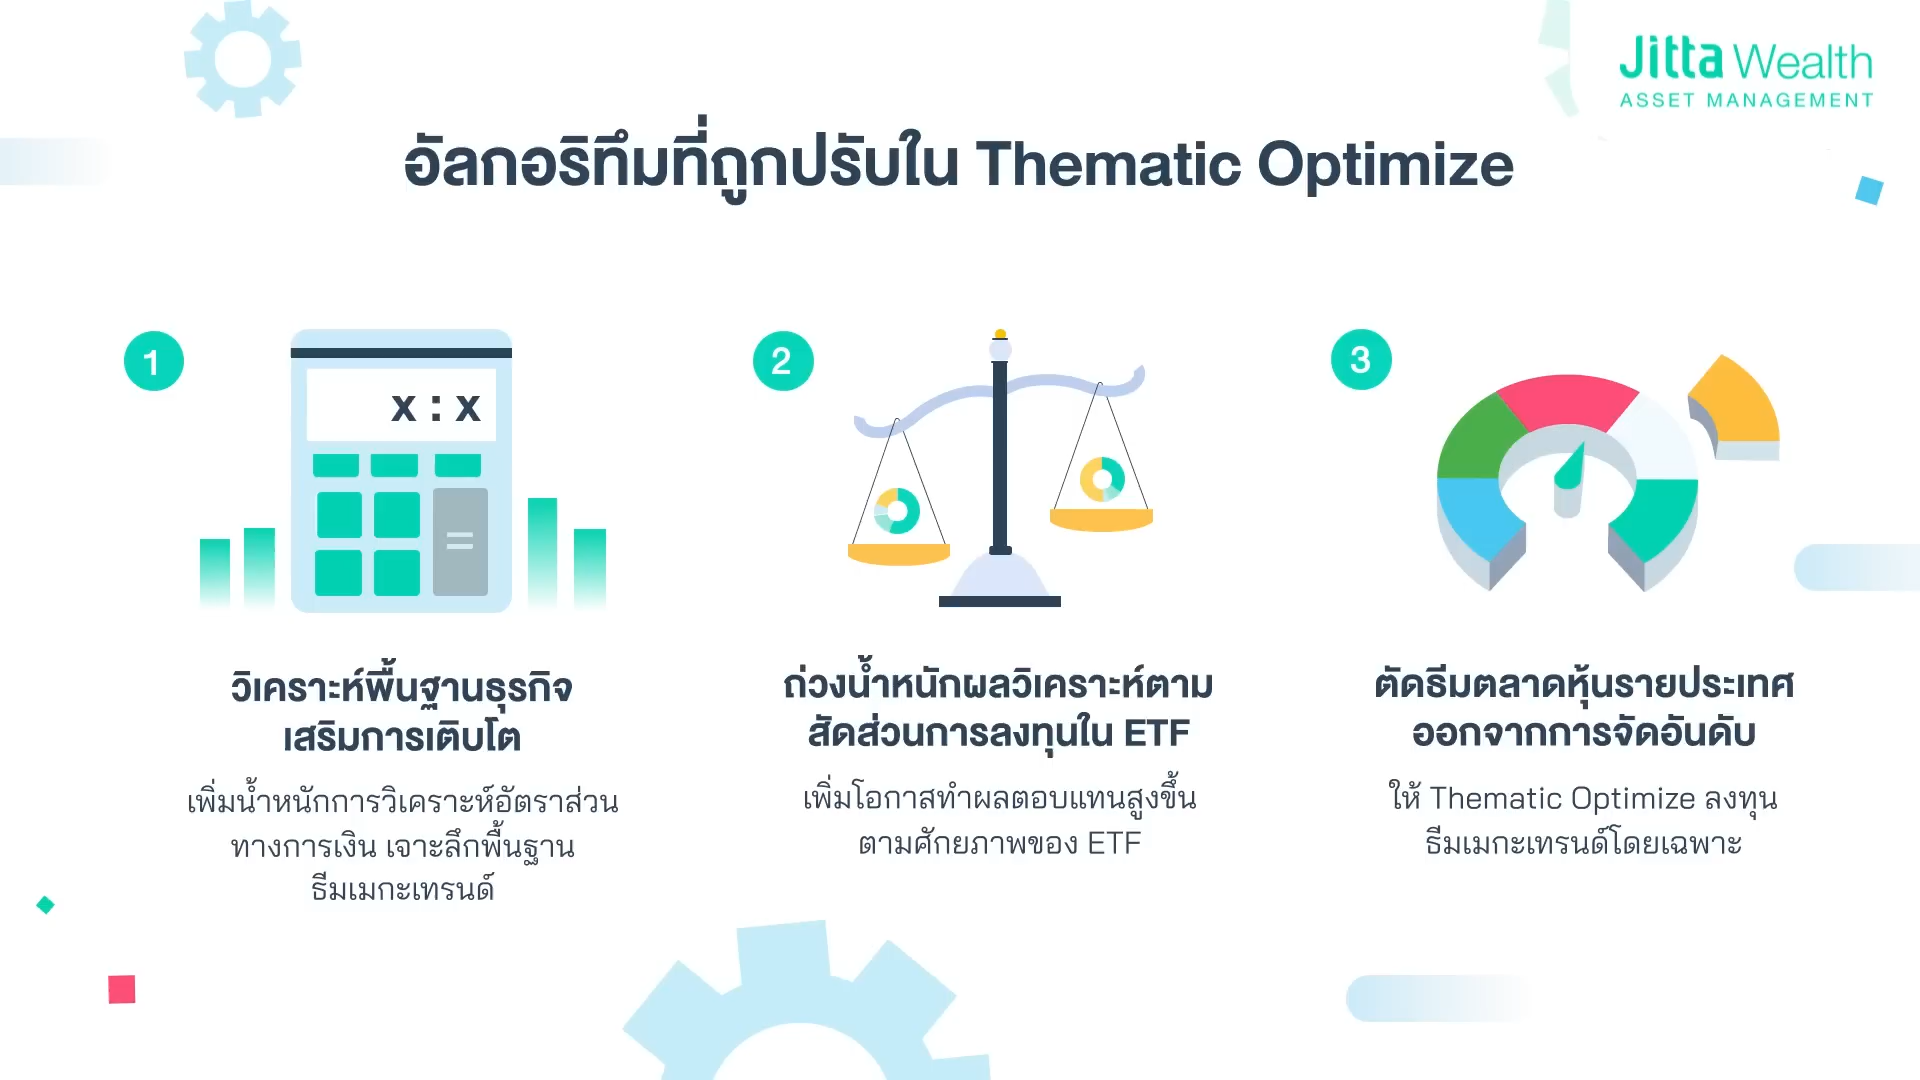 Jitta Wealth
ASSET MANAGEMENT
อัลกอริทึมที่ถูกปรับใน Thematic Optimize
1
x : x
=
วิเคราะห์พื้นฐานธุรกิจ
เสริมการเติบโต
เพิ่มน้ำหนักการวิเคราะห์อัตราส่วน
ทางการเงิน เจาะลึกพื้นฐาน
ธีมเมกะเทรนด์
2
ถ่วงน้ำหนักผลวิเคราะห์ตาม
สัดส่วนการลงทุนใน ETF
เพิ่มโอกาสทำผลตอบแทนสูงขึ้น
ตามศักยภาพของ ETF
3
ตัดธีมตลาดหุ้นรายประเทศ
ออกจากการจัดอันดับ
ให้ Thematic Optimize ลงทุน
ธีมเมกะเทรนด์โดยเฉพาะ